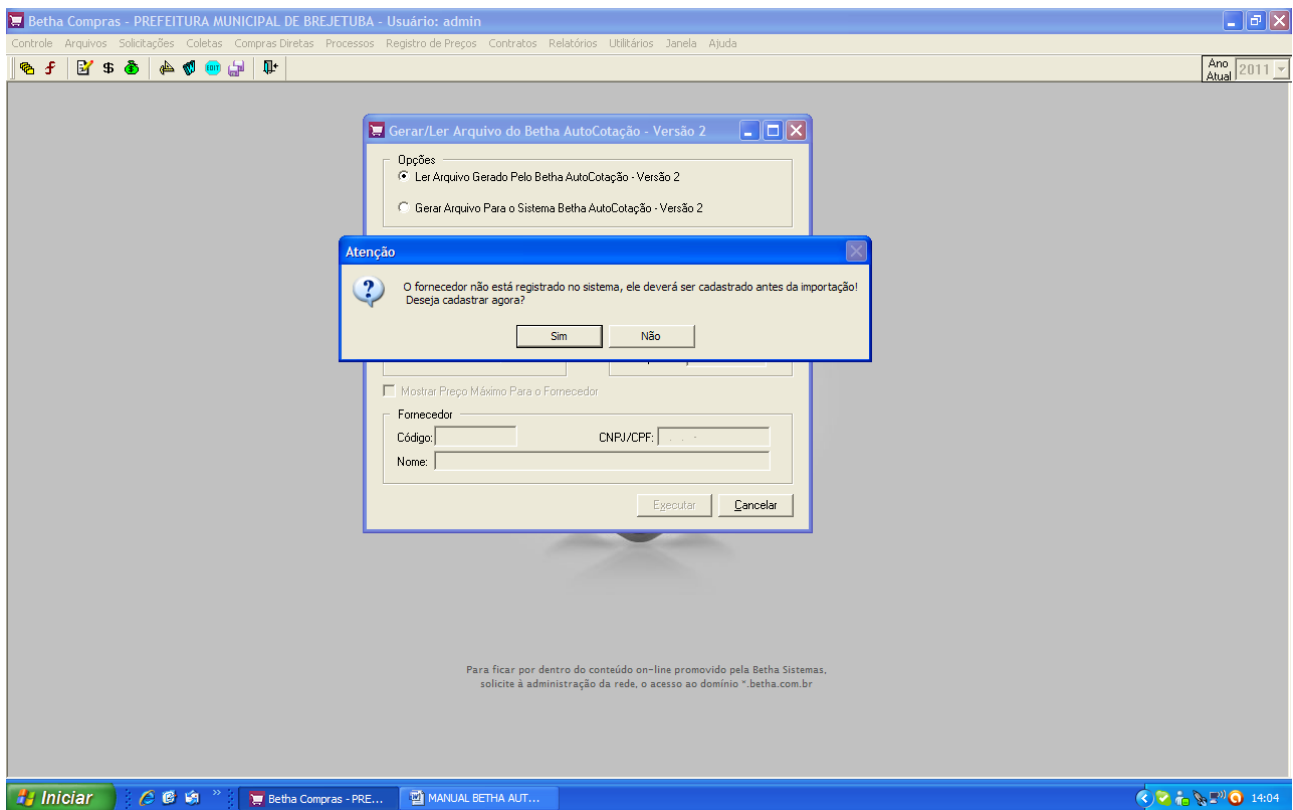 Betha Compras - PREFEITURA MUNICIPAL DE BREJETUBA - Usuário: admin
Controle Arquivos Solicitações Coletas Compras Diretas Processos Registro de Preços Contratos Relatórios Utilitários Janela Ajuda
EDIT
Ano Atual 2011
Gerar/Ler Arquivo do Betha AutoCotação - Versão 2
Opções
Ler Arquivo Gerado Pelo Betha AutoCotação - Versão 2
Gerar Arquivo Para o Sistema Betha AutoCotação - Versão 2
Atenção
O fornecedor não está registrado no sistema, ele deverá ser cadastrado antes da importação!
Deseja cadastrar agora?
Sim Não
Mostrar Preço Máximo Para o Fornecedor
Fornecedor
Código: CNPJ/CPF: . . -
Nome:
Executar Cancelar
Para ficar por dentro do conteúdo on-line promovido pela Betha Sistemas,
solicite à administração da rede, o acesso ao domínio *.betha.com.br
Iniciar » Betha Compras - PRE... MANUAL BETHA AUT... 14:04